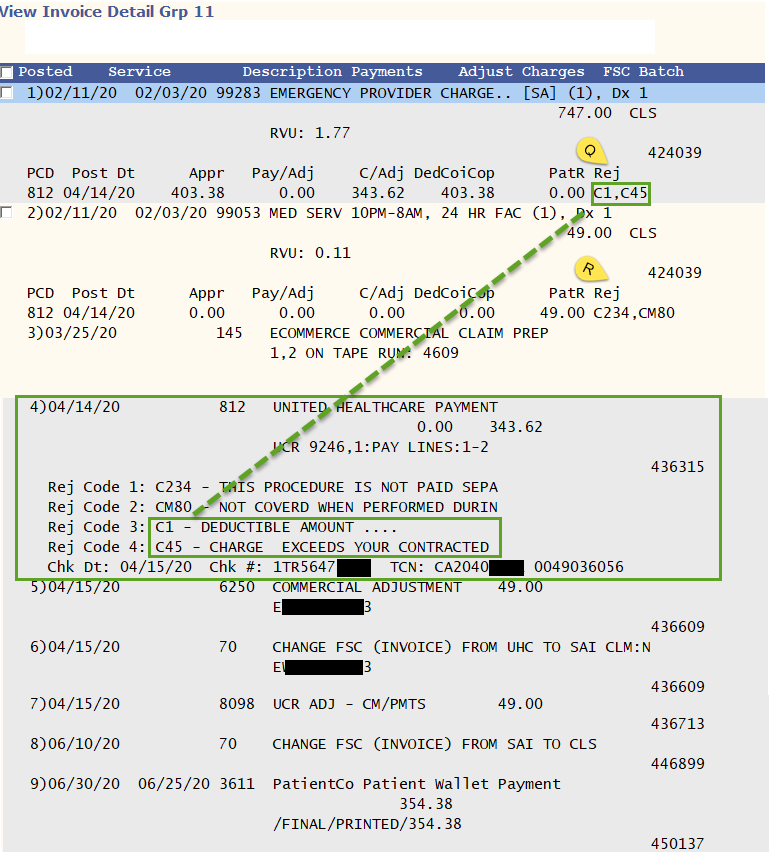 View Invoice Detail Grp 11
Posted Service Description Payments Adjust Charges FSC Batch
1)02/11/20 02/03/20 99283 EMERGENCY PROVIDER CHARGE.. [SA] (1), Dx 1
747.00 CLS
RVU: 1.77
Q
424039
PCD Post Dt Appr Pay/Adj C/Adj DedCoiCop PatR Rej
812 04/14/20 403.38 0.00 343.62 403.38 0.00 C1,C45
2)02/11/20 02/03/20 99053 MED SERV 10PM-8AM, 24 HR FAC (1), Dx 1
49.00 CLS
RVU: 0.11
R
424039
PCD Post Dt Appr Pay/Adj C/Adj DedCoiCop PatR Rej
812 04/14/20 0.00 0.00 0.00 0.00 49.00 C234,CM80
3)03/25/20 145 ECOMMERCE COMMERCIAL CLAIM PREP
1,2 ON TAPE RUN: 4609
4)04/14/20 812 UNITED HEALTHCARE PAYMENT
0.00 343.62
UCR 9246,1:PAY LINES:1-2
436315
Rej Code 1: C234 - THIS PROCEDURE IS NOT PAID SEPA
Rej Code 2: CM80 - NOT COVERD WHEN PERFORMED DURIN
Rej Code 3: C1 - DEDUCTIBLE AMOUNT ....
Rej Code 4: C45 - CHARGE EXCEEDS YOUR CONTRACTED
Chk Dt: 04/15/20 Chk #: 1TR5647 TCN: CA2040 0049036056
5)04/15/20 6250 COMMERCIAL ADJUSTMENT 49.00
E 3
436609
6)04/15/20 70 CHANGE FSC (INVOICE) FROM UHC TO SAI CLM:N
3
436609
7)04/15/20 8098 UCR ADJ - CM/PMTS 49.00
436713
8)06/10/20 70 CHANGE FSC (INVOICE) FROM SAI TO CLS
446899
9)06/30/20 06/25/20 3611 PatientCo Patient Wallet Payment
354.38
/FINAL/PRINTED/354.38
450137